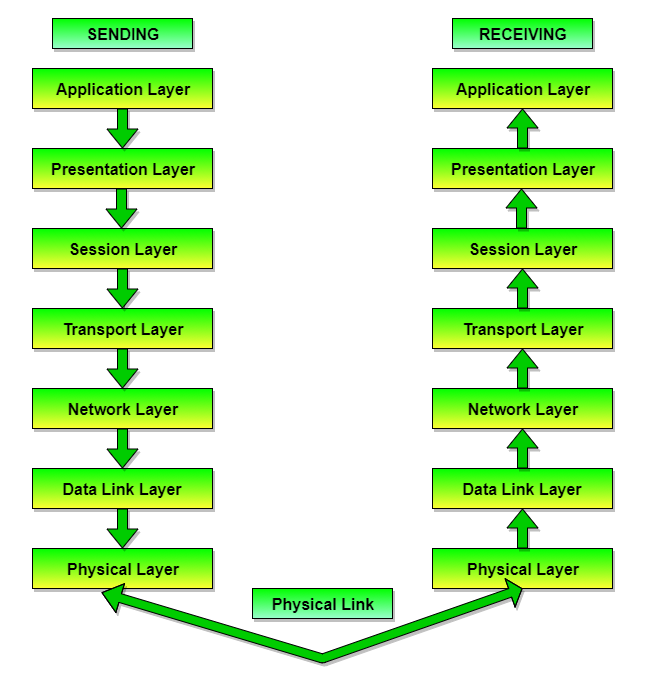 SENDING
RECEIVING
Application Layer
Application Layer
Presentation Layer
Presentation Layer
Session Layer
Session Layer
Transport Layer
Transport Layer
Network Layer
Network Layer
Data Link Layer
Data Link Layer
Physical Layer
Physical Layer
Physical Link